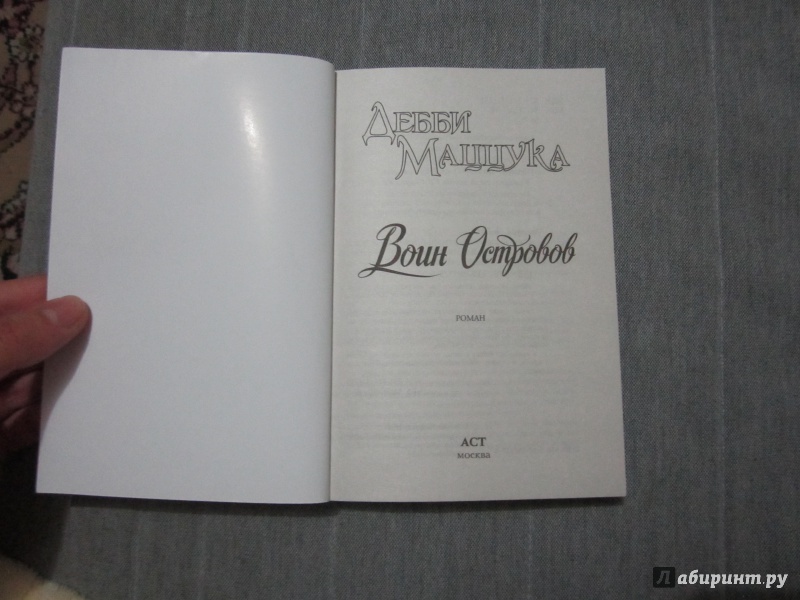 Дебби
Маццука
Воин Островов
РОМАН
АСТ
МОСКВА
Лабиринт.ру